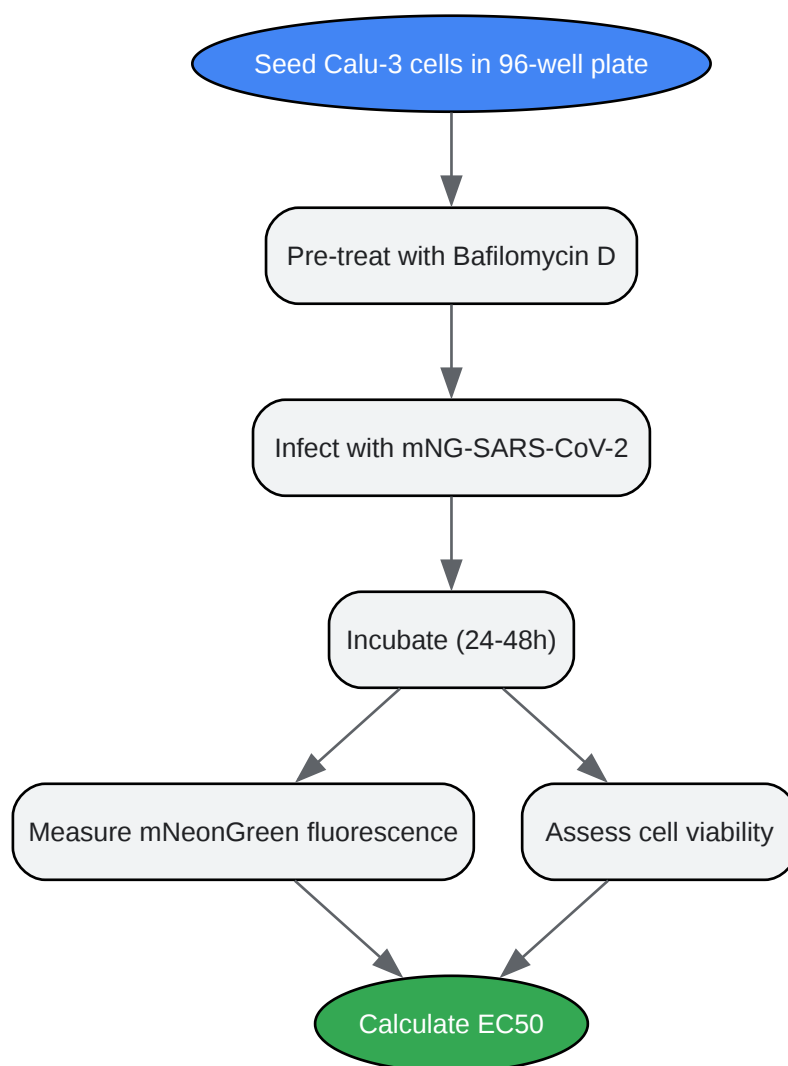 Seed Calu-3 cells in 96-well plate
Pre-treat with Bafilomycin D
Infect with mNG-SARS-CoV-2
Incubate (24-48h)
Measure mNeonGreen fluorescence
Assess cell viability
Calculate EC50